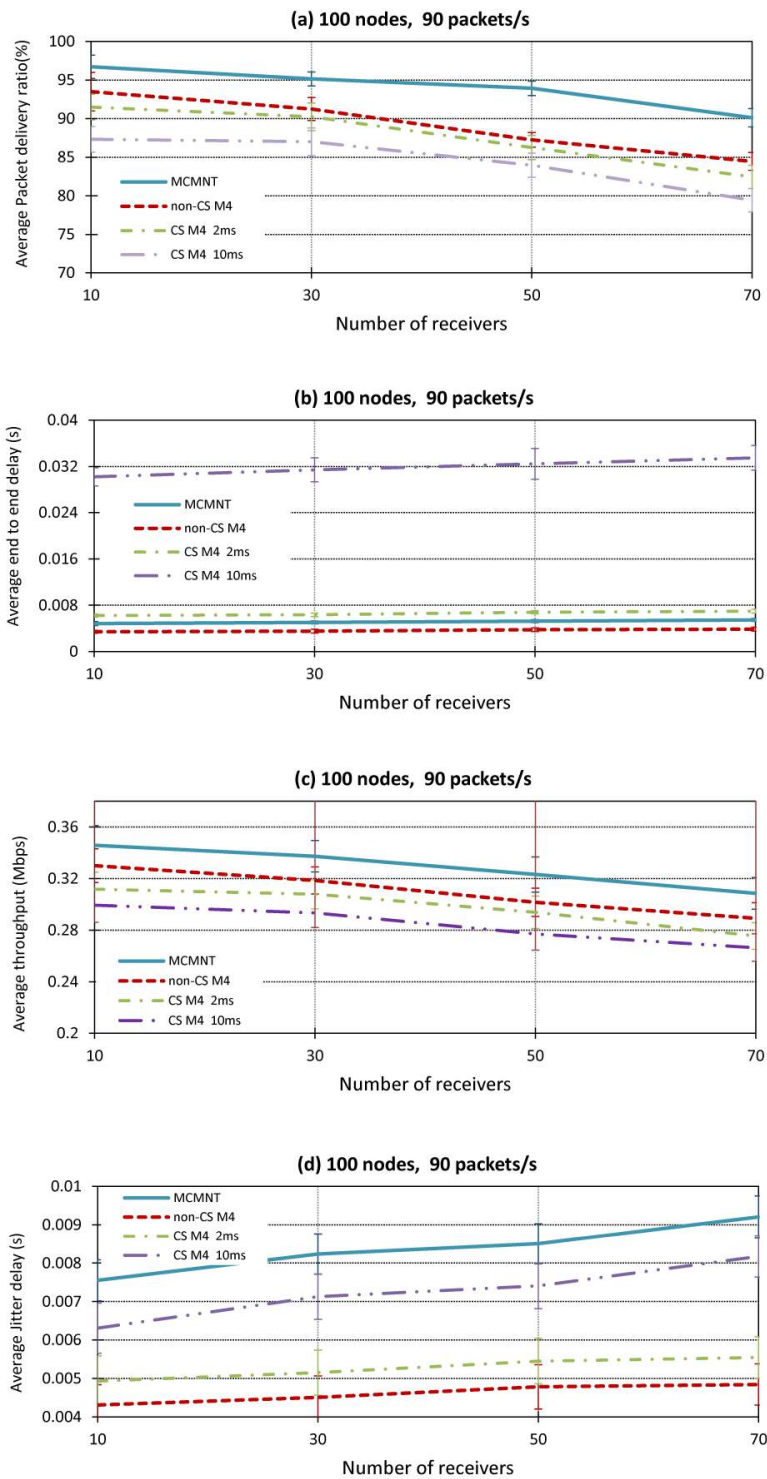 (a) 100 nodes, 90 packets/s
Average Packet delivery ratio(%)
100
95
90
85
80
75
70
MCMNT
non-CS M4
CS M4 2ms
CS M4 10ms
10 30 50 70
Number of receivers
(b) 100 nodes, 90 packets/s
Average end to end delay (s)
0.04
0.032
0.024
0.016
0.008
0
MCMNT
non-CS M4
CS M4 2ms
CS M4 10ms
10 30 50 70
Number of receivers
(c) 100 nodes, 90 packets/s
Average throughput (Mbps)
0.36
0.32
0.28
0.24
0.2
MCMNT
non-CS M4
CS M4 2ms
CS M4 10ms
10 30 50 70
Number of receivers
(d) 100 nodes, 90 packets/s
Average Jitter delay (s)
0.01
0.009
0.008
0.007
0.006
0.005
0.004
MCMNT
non-CS M4
CS M4 2ms
CS M4 10ms
10 30 50 70
Number of receivers